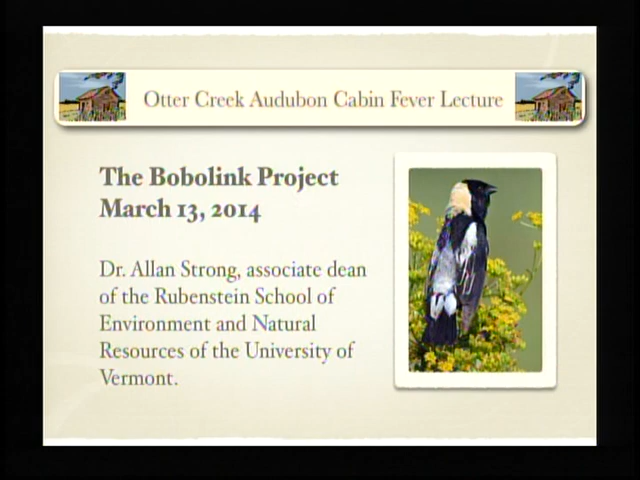 Otter Creek Audubon Cabin Fever Lecture
The Bobolink Project
March 13, 2014
Dr. Allan Strong, associate dean
of the Rubenstein School of
Environment and Natural
Resources of the University of
Vermont.